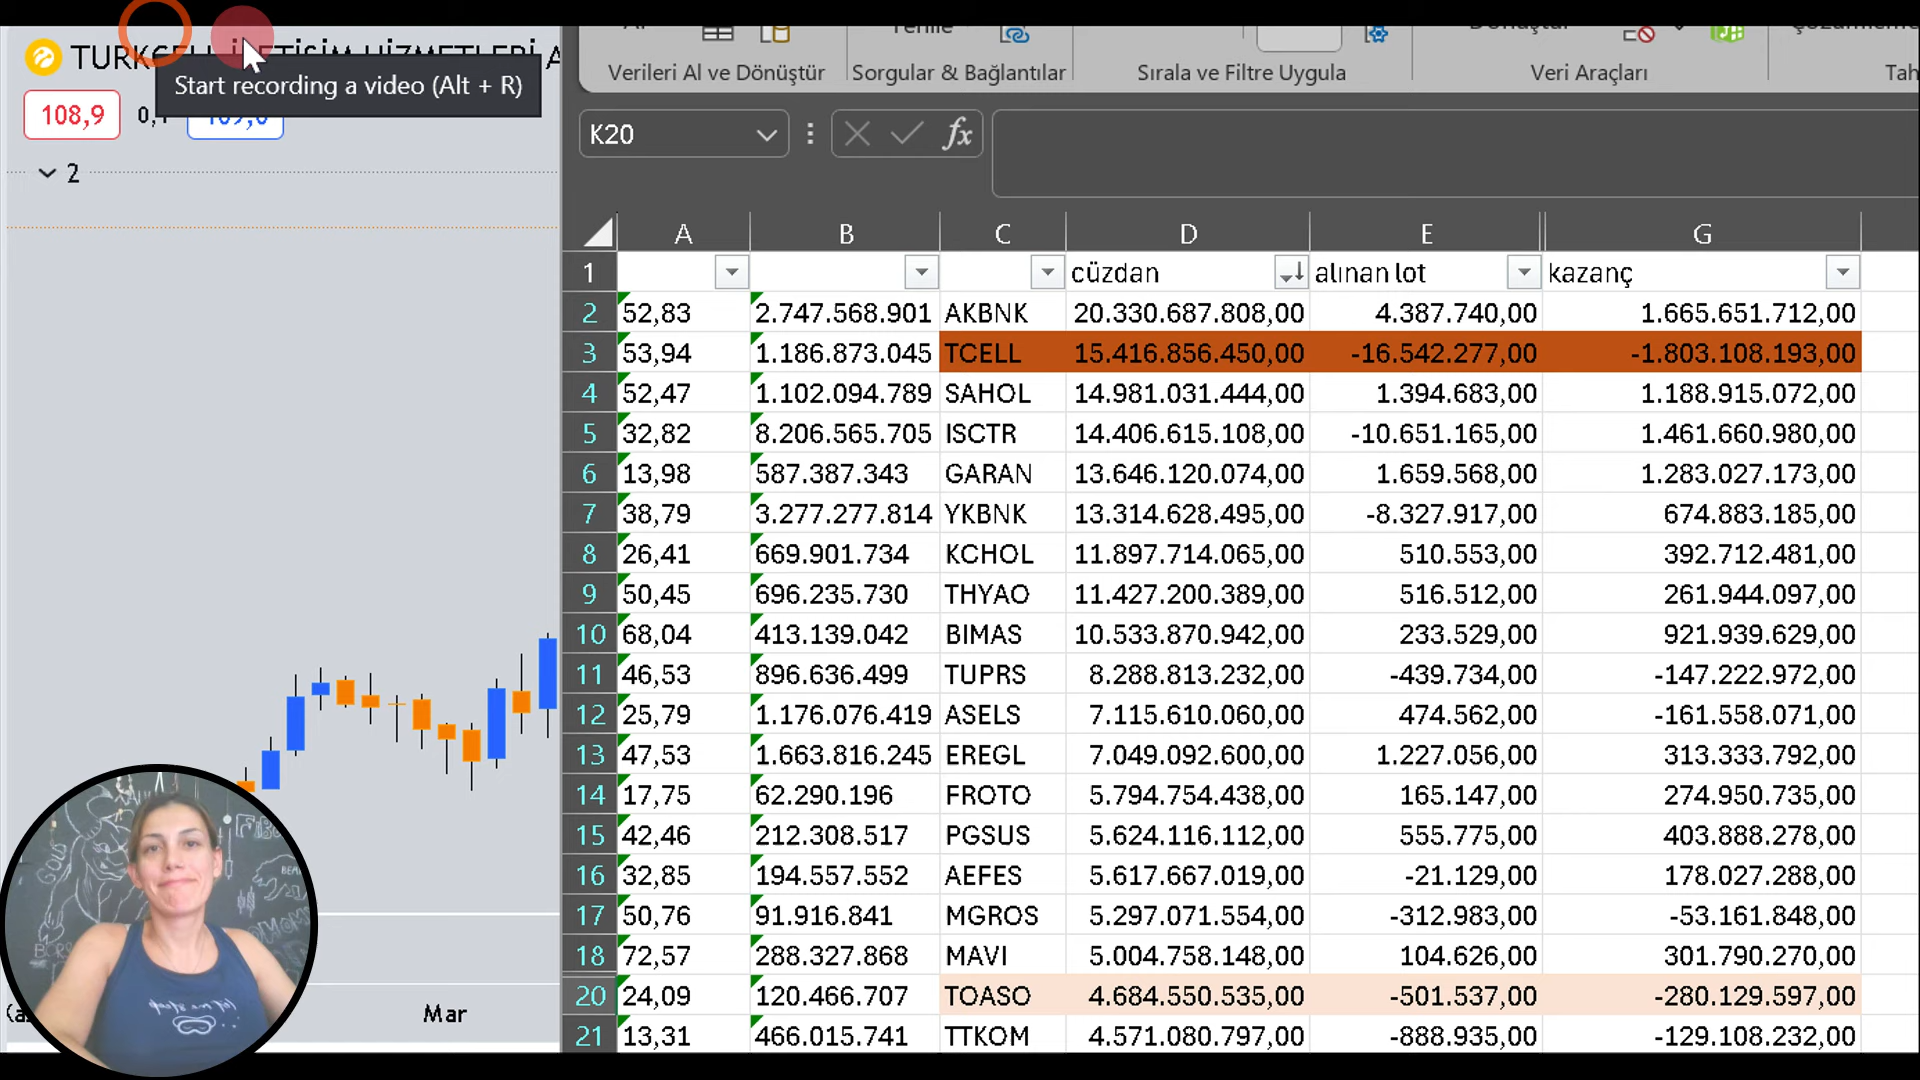 TURKCELL İLETİŞİM HİZMETLERİ A
Start recording a video (Alt + R)
108,9
2
Mar
Verileri Al ve Dönüştür
Sorgular & Bağlantılar
Sırala ve Filtre Uygula
Veri Araçları
Tah
K20
fx
A B C D E G
1 cüzdan alınan lot kazanç
2 52,83 2.747.568.901 AKBNK 20.330.687.808,00 4.387.740,00 1.665.651.712,00
3 53,94 1.186.873.045 TCELL 15.416.856.450,00 -16.542.277,00 -1.803.108.193,00
4 52,47 1.102.094.789 SAHOL 14.981.031.444,00 1.394.683,00 1.188.915.072,00
5 32,82 8.206.565.705 ISCTR 14.406.615.108,00 -10.651.165,00 1.461.660.980,00
6 13,98 587.387.343 GARAN 13.646.120.074,00 1.659.568,00 1.283.027.173,00
7 38,79 3.277.277.814 YKBNK 13.314.628.495,00 -8.327.917,00 674.883.185,00
8 26,41 669.901.734 KCHOL 11.897.714.065,00 510.553,00 392.712.481,00
9 50,45 696.235.730 THYAO 11.427.200.389,00 516.512,00 261.944.097,00
10 68,04 413.139.042 BIMAS 10.533.870.942,00 233.529,00 921.939.629,00
11 46,53 896.636.499 TUPRS 8.288.813.232,00 -439.734,00 -147.222.972,00
12 25,79 1.176.076.419 ASELS 7.115.610.060,00 474.562,00 -161.558.071,00
13 47,53 1.663.816.245 EREGL 7.049.092.600,00 1.227.056,00 313.333.792,00
14 17,75 62.290.196 FROTO 5.794.754.438,00 165.147,00 274.950.735,00
15 42,46 212.308.517 PGSUS 5.624.116.112,00 555.775,00 403.888.278,00
16 32,85 194.557.552 AEFES 5.617.667.019,00 -21.129,00 178.027.288,00
17 50,76 91.916.841 MGROS 5.297.071.554,00 -312.983,00 -53.161.848,00
18 72,57 288.327.868 MAVI 5.004.758.148,00 104.626,00 301.790.270,00
20 24,09 120.466.707 TOASO 4.684.550.535,00 -501.537,00 -280.129.597,00
21 13,31 466.015.741 TTKOM 4.571.080.797,00 -888.935,00 -129.108.232,00